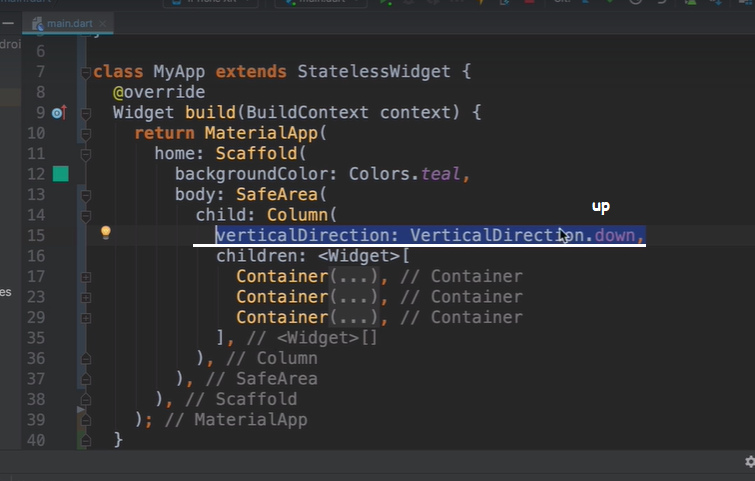 main.dart
droi
6
7 class MyApp extends StatelessWidget {
8 @override
9 Widget build(BuildContext context) {
10 return MaterialApp(
11 home: Scaffold(
12 backgroundColor: Colors.teal,
13 body: SafeArea(
14 child: Column(
up
15 verticalDirection: VerticalDirection.down,
16 children: <Widget>[
17 Container(...), // Container
23 Container(...), // Container
29 Container(...), // Container
es
35 ], // <Widget>[]
36 ), // Column
37 ), // SafeArea
38 ), // Scaffold
39 ); // MaterialApp
40 }